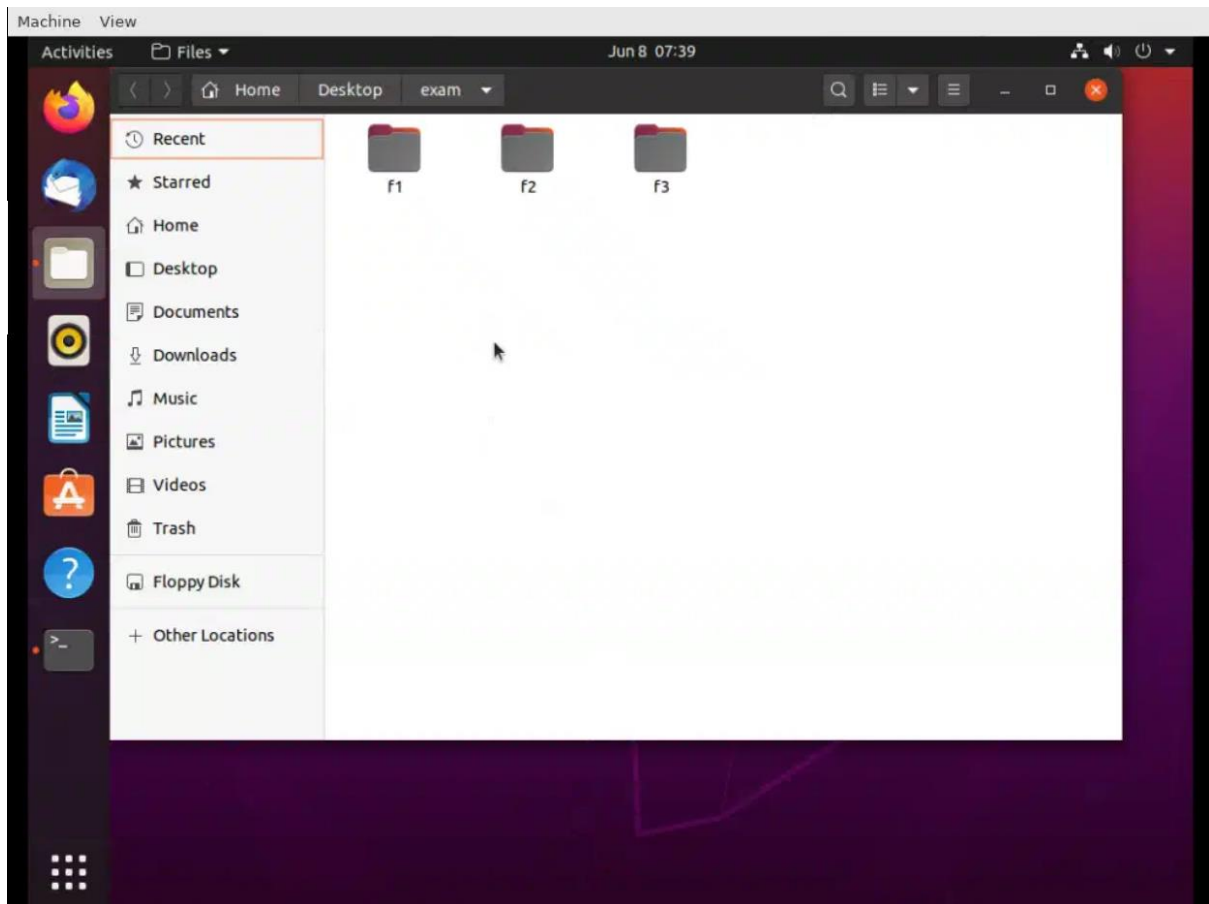 Machine View
Activities Files Jun 8 07:39
Home Desktop exam
Recent
Starred
Home
Desktop
Documents
Downloads
Music
Pictures
Videos
Trash
Floppy Disk
+ Other Locations
f1 f2 f3
>_
?